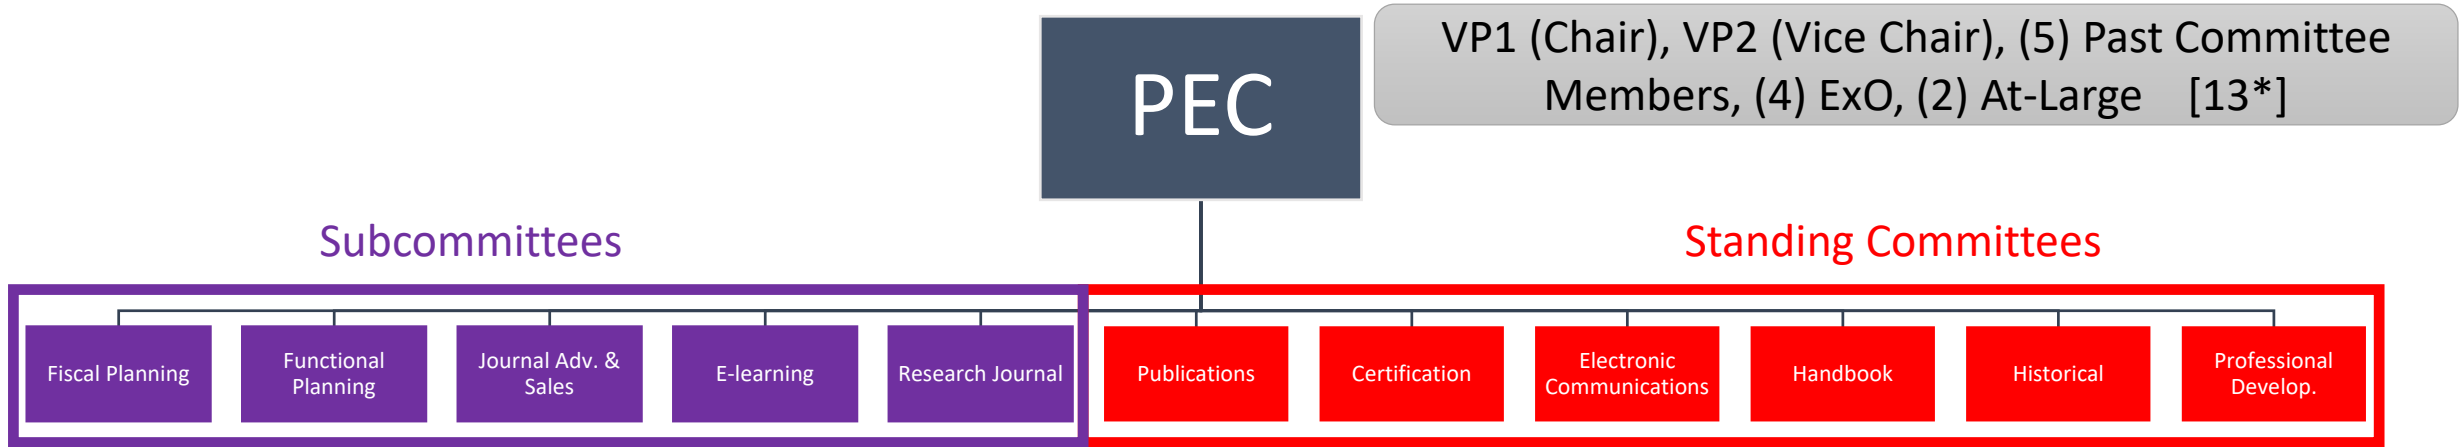 PEC
VP1 (Chair), VP2 (Vice Chair), (5) Past Committee
Members, (4) ExO, (2) At-Large [13*]
Subcommittees
Standing Committees
Fiscal Planning
Functional
Planning
Journal Adv. &
Sales
E-learning
Research Journal
Publications
Certification
Electronic
Communications
Handbook
Historical
Professional
Develop.